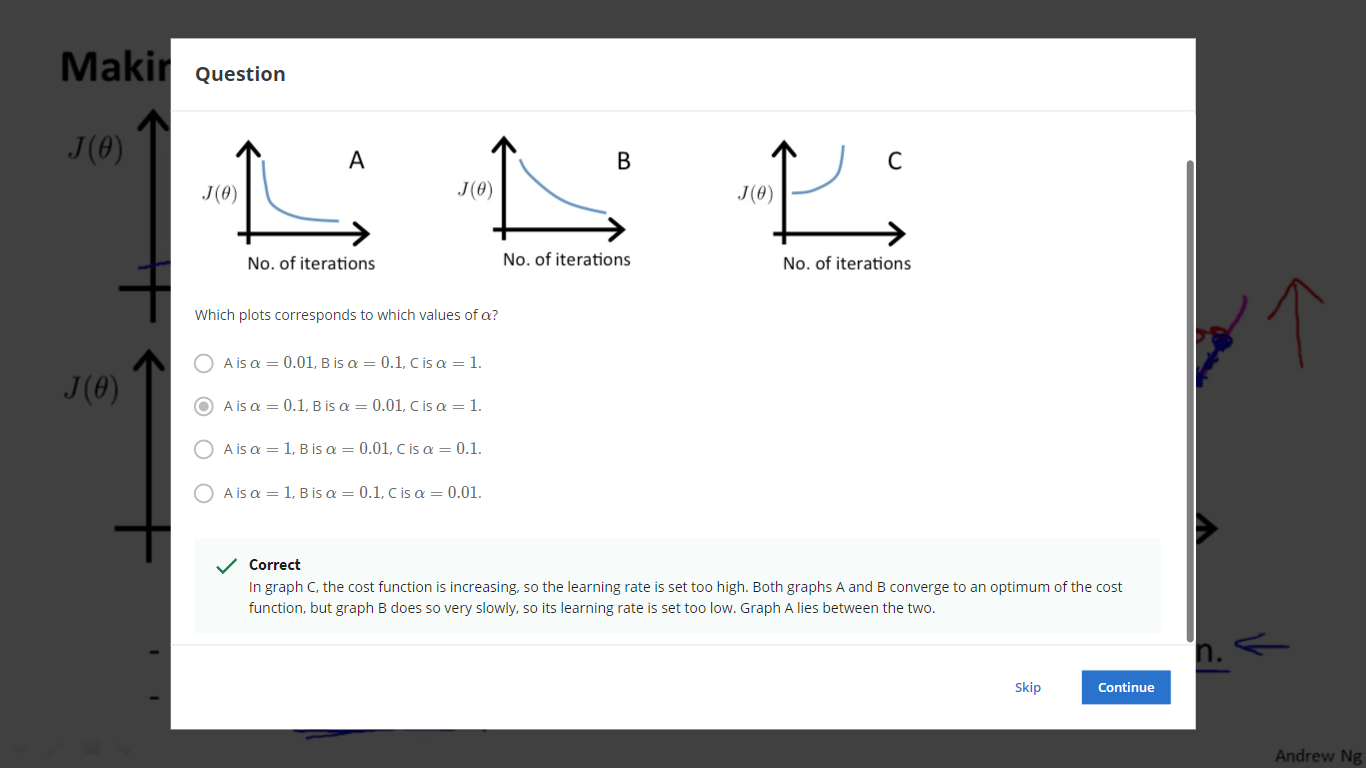 Makin
Question
J(θ)
A
J(θ)
B
J(θ)
C
J(θ)
No. of iterations
No. of iterations
No. of iterations
Which plots corresponds to which values of α?
A is α = 0.01, B is α = 0.1, C is α = 1.
J(θ)
A is α = 0.1, B is α = 0.01, C is α = 1.
A is α = 1, B is α = 0.01, C is α = 0.1.
A is α = 1, B is α = 0.1, C is α = 0.01.
Correct
In graph C, the cost function is increasing, so the learning rate is set too high. Both graphs A and B converge to an optimum of the cost
function, but graph B does so very slowly, so its learning rate is set too low. Graph A lies between the two.
-
n.
Skip
Continue
-
Andrew Ng